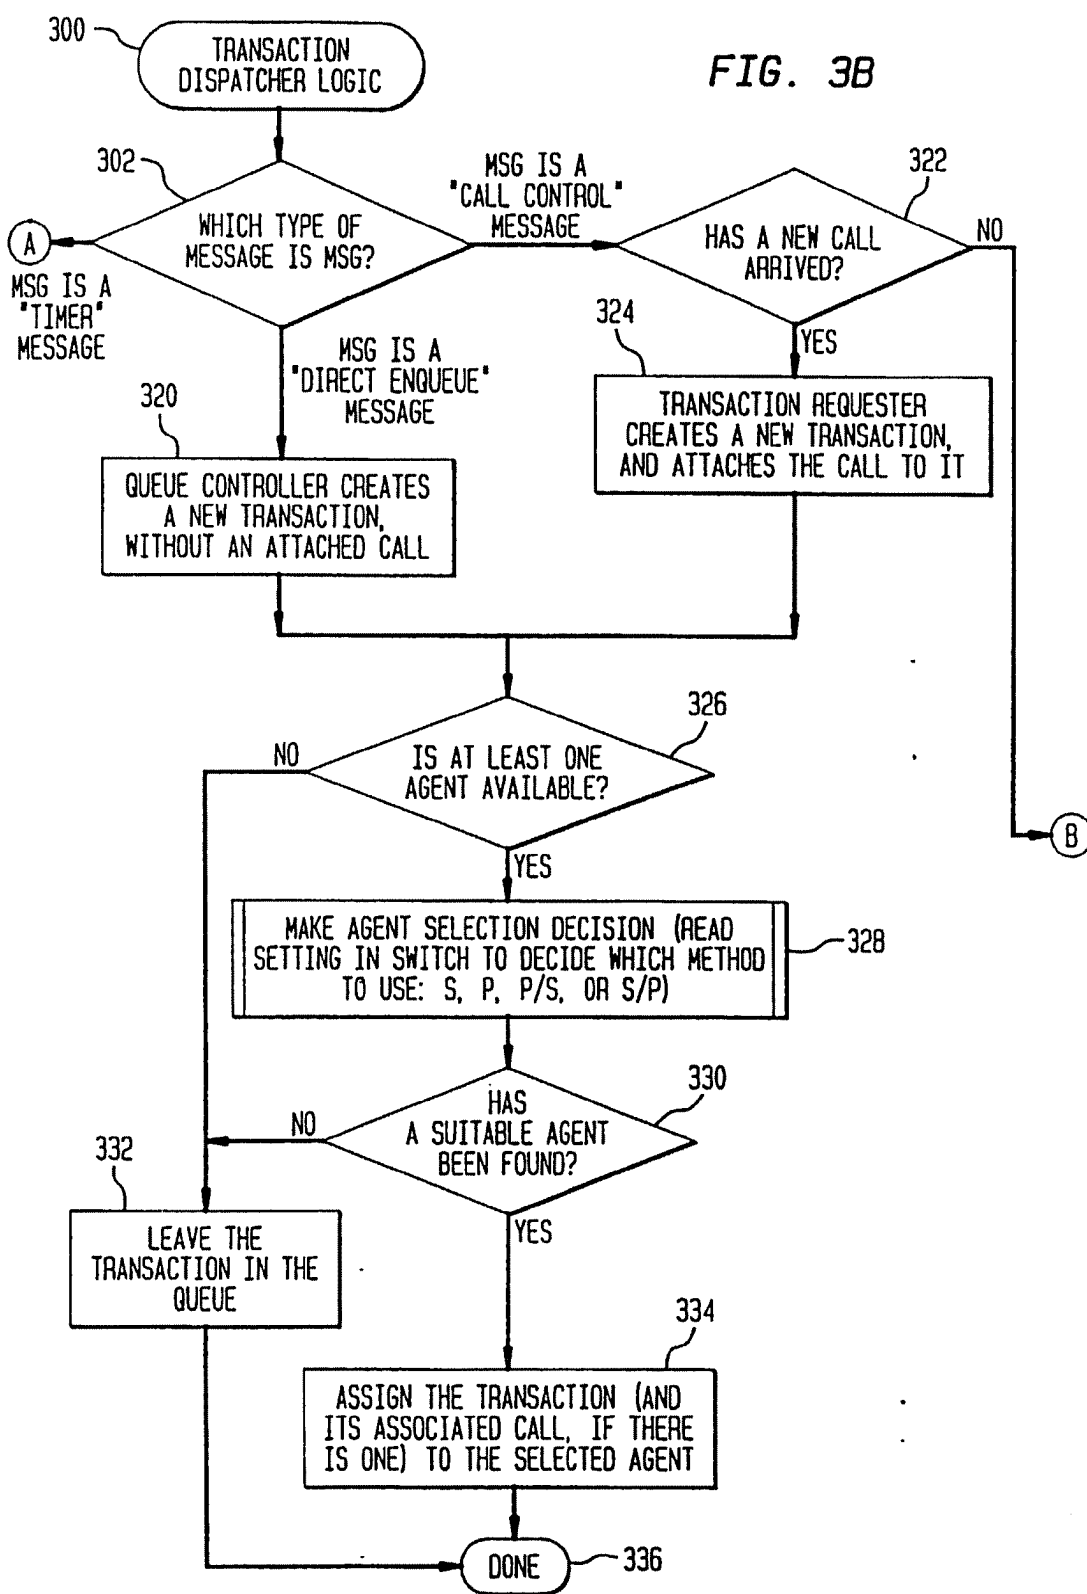 300
TRANSACTION
DISPATCHER LOGIC
FIG. 3B
302
WHICH TYPE OF
MESSAGE IS MSG?
A
MSG IS A
"TIMER"
MESSAGE
MSG IS A
"CALL CONTROL"
MESSAGE
322
HAS A NEW CALL
ARRIVED?
NO
YES
MSG IS A
"DIRECT ENQUEUE"
MESSAGE
324
TRANSACTION REQUESTER
CREATES A NEW TRANSACTION,
AND ATTACHES THE CALL TO IT
320
QUEUE CONTROLLER CREATES
A NEW TRANSACTION,
WITHOUT AN ATTACHED CALL
326
IS AT LEAST ONE
AGENT AVAILABLE?
NO
YES
B
MAKE AGENT SELECTION DECISION (READ
SETTING IN SWITCH TO DECIDE WHICH METHOD
TO USE: S, P, P/S, OR S/P)
328
330
HAS
A SUITABLE AGENT
BEEN FOUND?
NO
YES
332
LEAVE THE
TRANSACTION IN THE
QUEUE
334
ASSIGN THE TRANSACTION (AND
ITS ASSOCIATED CALL, IF THERE
IS ONE) TO THE SELECTED AGENT
DONE
336